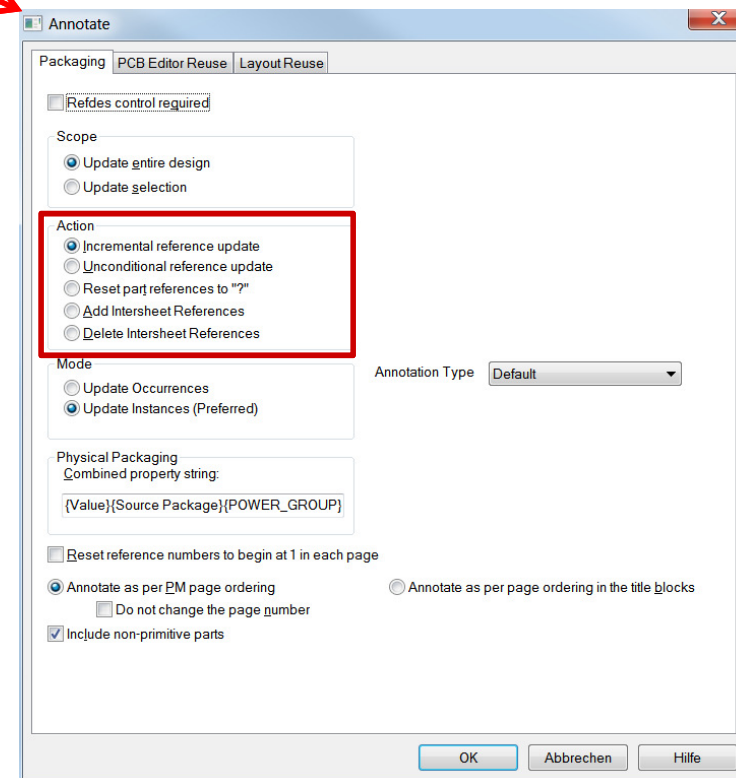 Annotate
X
Packaging PCB Editor Reuse Layout Reuse
Refdes control required
Scope
Update entire design
Update selection
Action
Incremental reference update
Unconditional reference update
Reset part references to "?"
Add Intersheet References
Delete Intersheet References
Mode
Update Occurrences
Update Instances (Preferred)
Annotation Type Default
Physical Packaging
Combined property string:
{Value}{Source Package}{POWER_GROUP}
Reset reference numbers to begin at 1 in each page
Annotate as per PM page ordering Annotate as per page ordering in the title blocks
Do not change the page number
Include non-primitive parts
OK Abbrechen Hilfe